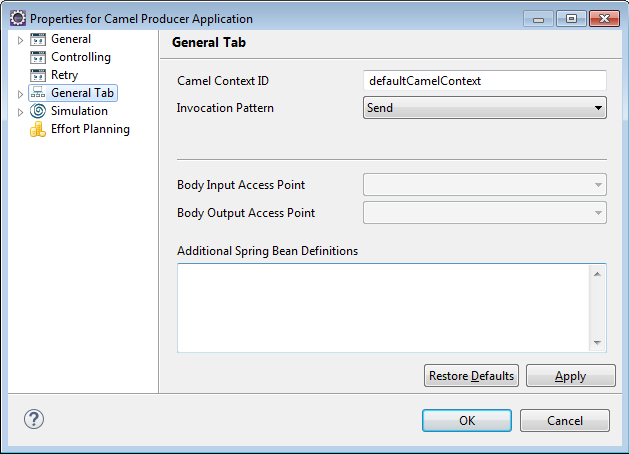 Properties for Camel Producer Application
General
Controlling
Retry
General Tab
Simulation
Effort Planning
General Tab
Camel Context ID defaultCamelContext
Invocation Pattern Send
Body Input Access Point
Body Output Access Point
Additional Spring Bean Definitions
Restore Defaults Apply
? OK Cancel